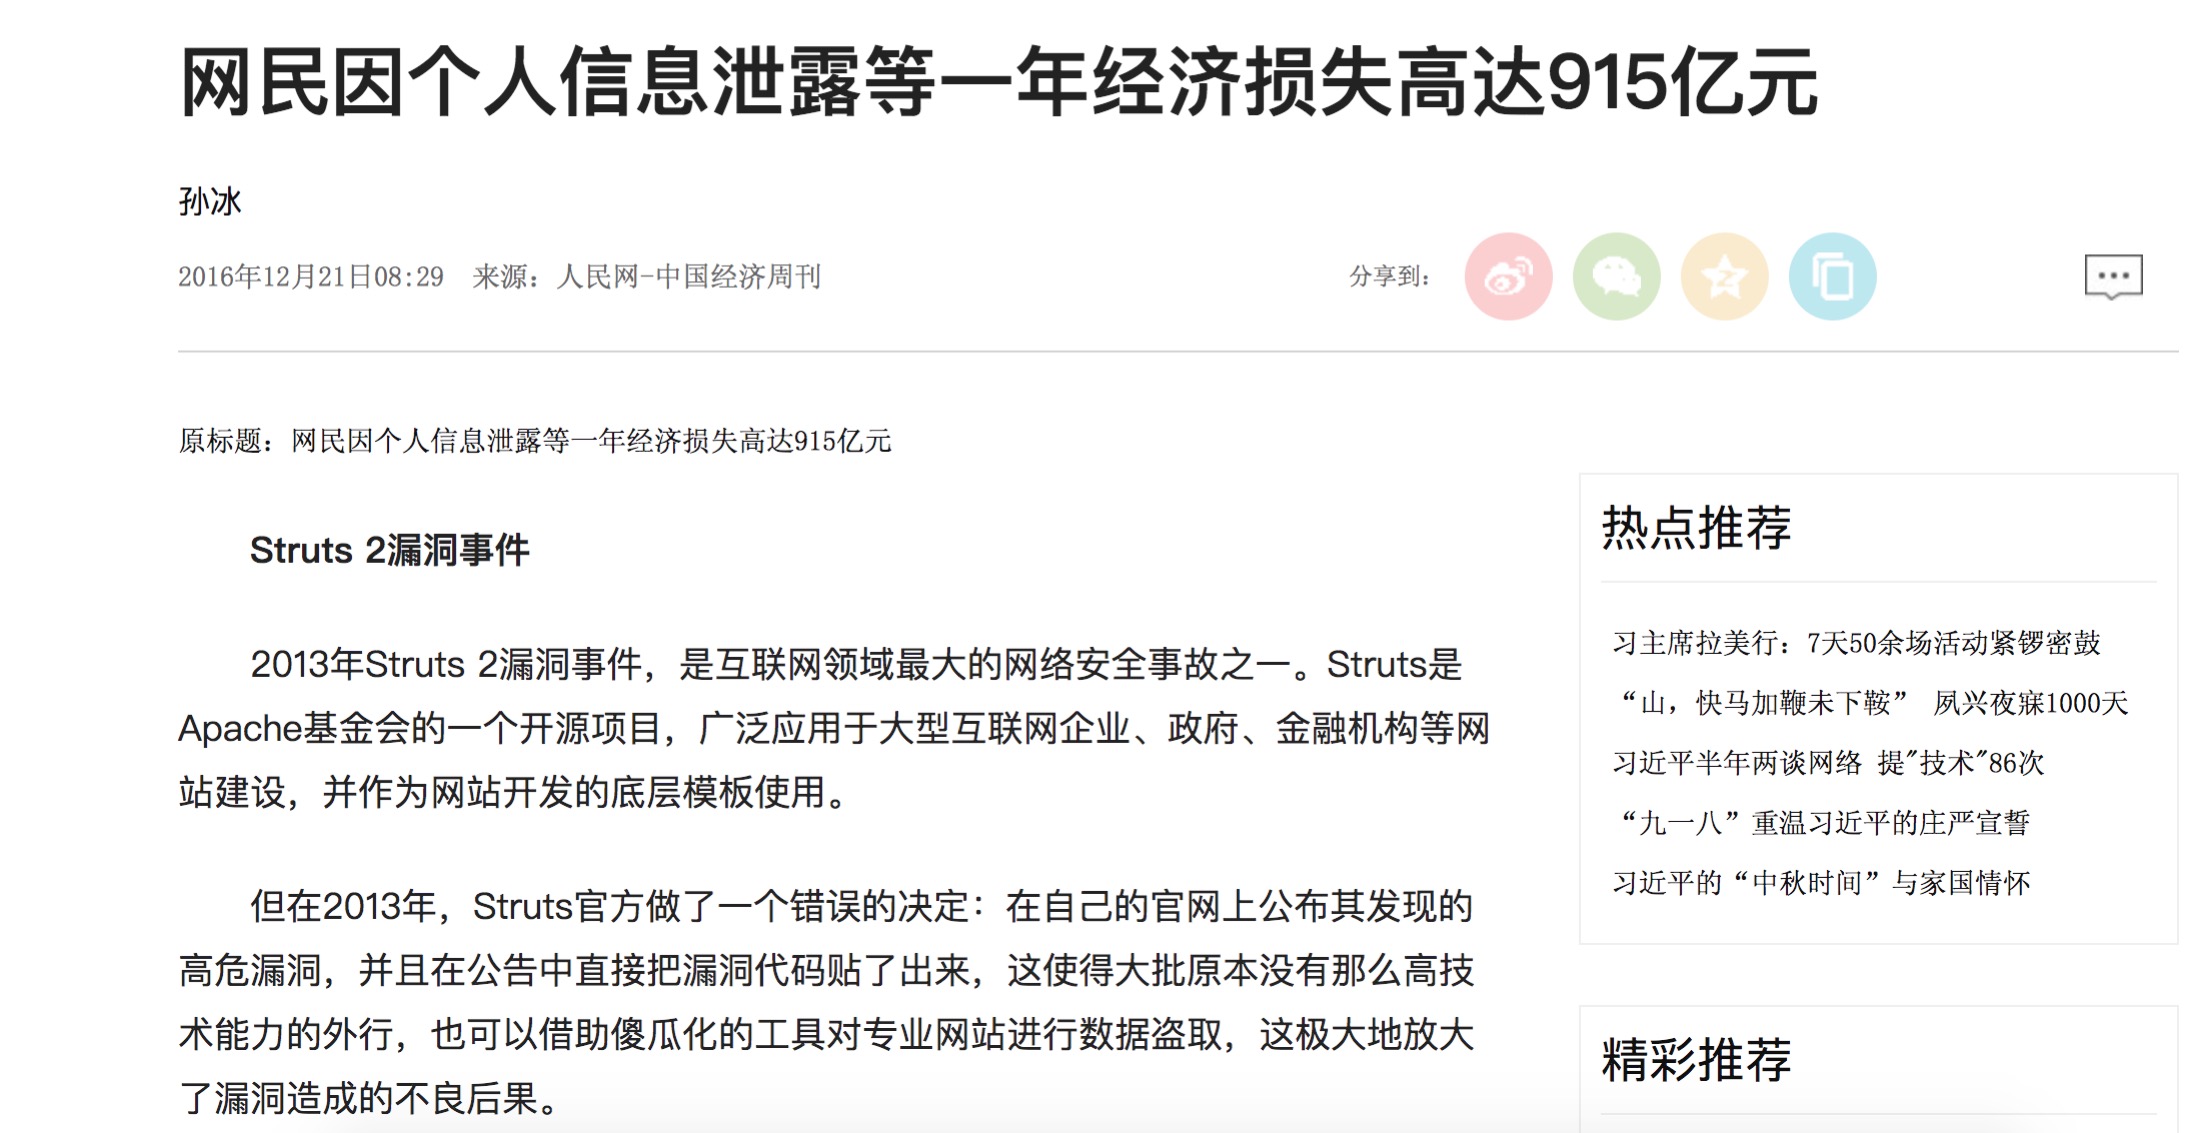 网民因个人信息泄露等一年经济损失高达915亿元
孙冰
2016年12月21日08:29 来源：人民网-中国经济周刊
分享到：
原标题：网民因个人信息泄露等一年经济损失高达915亿元
Struts 2漏洞事件
2013年Struts 2漏洞事件，是互联网领域最大的网络安全事故之一。Struts是
Apache基金会的一个开源项目，广泛应用于大型互联网企业、政府、金融机构等网
站建设，并作为网站开发的底层模板使用。
但在2013年，Struts官方做了一个错误的决定：在自己的官网上公布其发现的
高危漏洞，并且在公告中直接把漏洞代码贴了出来，这使得大批原本没有那么高技
术能力的外行，也可以借助傻瓜化的工具对专业网站进行数据盗取，这极大地放大
了漏洞造成的不良后果。
热点推荐
习主席拉美行：7天50余场活动紧锣密鼓
“山，快马加鞭未下鞍” 夙兴夜寐1000天
习近平半年两谈网络 提"技术"86次
“九一八”重温习近平的庄严宣誓
习近平的“中秋时间”与家国情怀
精彩推荐